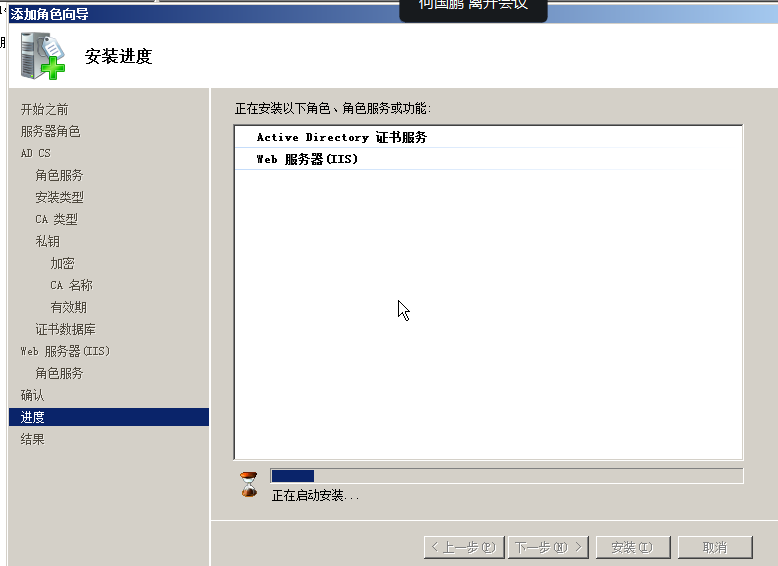 添加角色向导
何国鹏 离开会议
安装进度
开始之前
服务器角色
AD CS
角色服务
安装类型
CA 类型
私钥
加密
CA 名称
有效期
证书数据库
Web 服务器(IIS)
角色服务
确认
进度
结果
正在安装以下角色、角色服务或功能:
Active Directory 证书服务
Web 服务器(IIS)
正在启动安装...
< 上一步(P)
下一步(N) >
安装(I)
取消